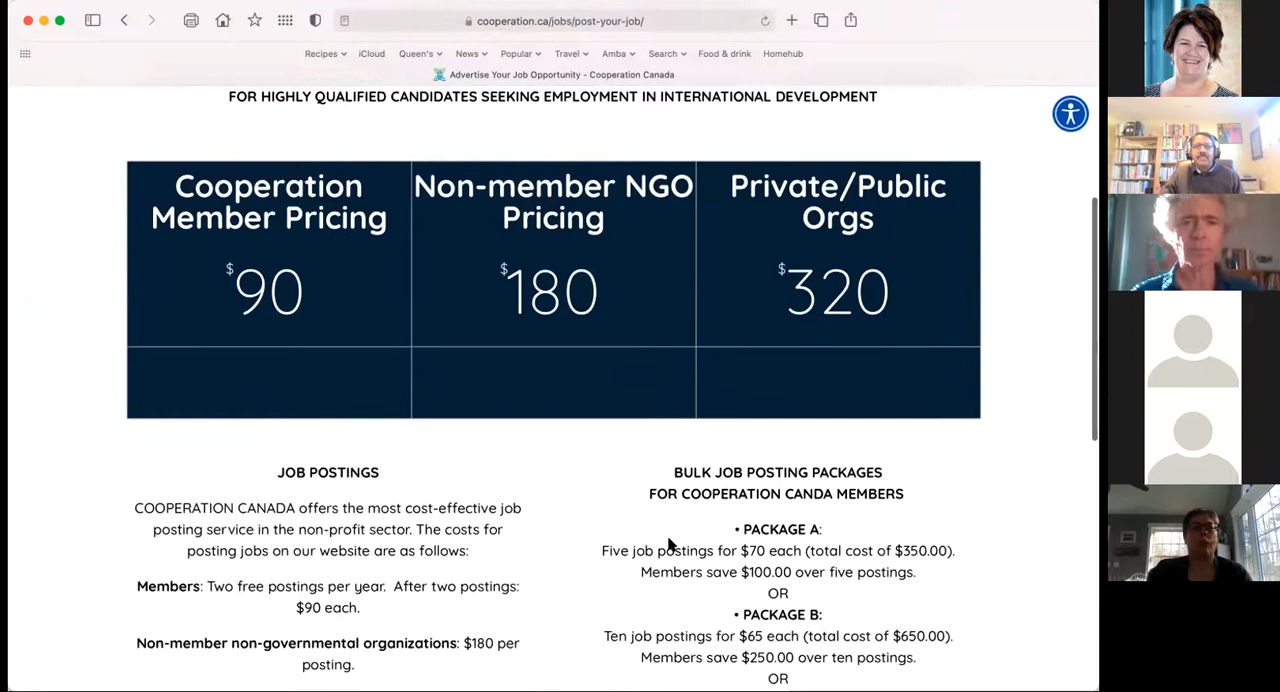 cooperation.ca/jobs/post-your-job/
Recipes iCloud Queen's News Popular Travel Amba Search Food & drink Homehub
Advertise Your Job Opportunity - Cooperation Canada
FOR HIGHLY QUALIFIED CANDIDATES SEEKING EMPLOYMENT IN INTERNATIONAL DEVELOPMENT
Cooperation
Member Pricing
$90
Non-member NGO
Pricing
$180
Private/Public
Orgs
$320
JOB POSTINGS
COOPERATION CANADA offers the most cost-effective job
posting service in the non-profit sector. The costs for
posting jobs on our website are as follows:
Members: Two free postings per year. After two postings:
$90 each.
Non-member non-governmental organizations: $180 per
posting.
BULK JOB POSTING PACKAGES
FOR COOPERATION CANDA MEMBERS
• PACKAGE A:
Five job postings for $70 each (total cost of $350.00).
Members save $100.00 over five postings.
OR
• PACKAGE B:
Ten job postings for $65 each (total cost of $650.00).
Members save $250.00 over ten postings.
OR